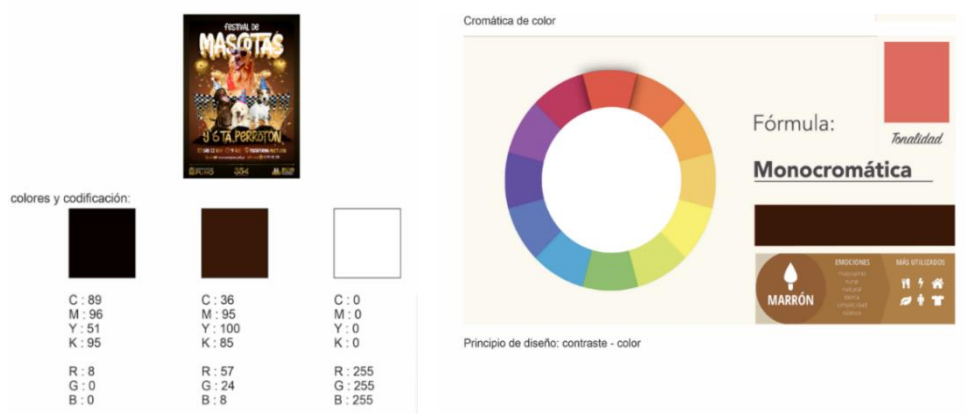 FESTIVAL DE
MASCOTAS
Y 6TA PERROTON
colores y codificación:
C : 89
M : 96
Y : 51
K : 95
R : 8
G : 0
B : 0
C : 36
M : 95
Y : 100
K : 85
R : 57
G : 24
B : 8
C : 0
M : 0
Y : 0
K : 0
R : 255
G : 255
B : 255
Cromática de color
Fórmula:
Monocromática
Tonalidad
MARRÓN
EMOCIONES
natural
MÁS UTILIZADOS
Principio de diseño: contraste - color